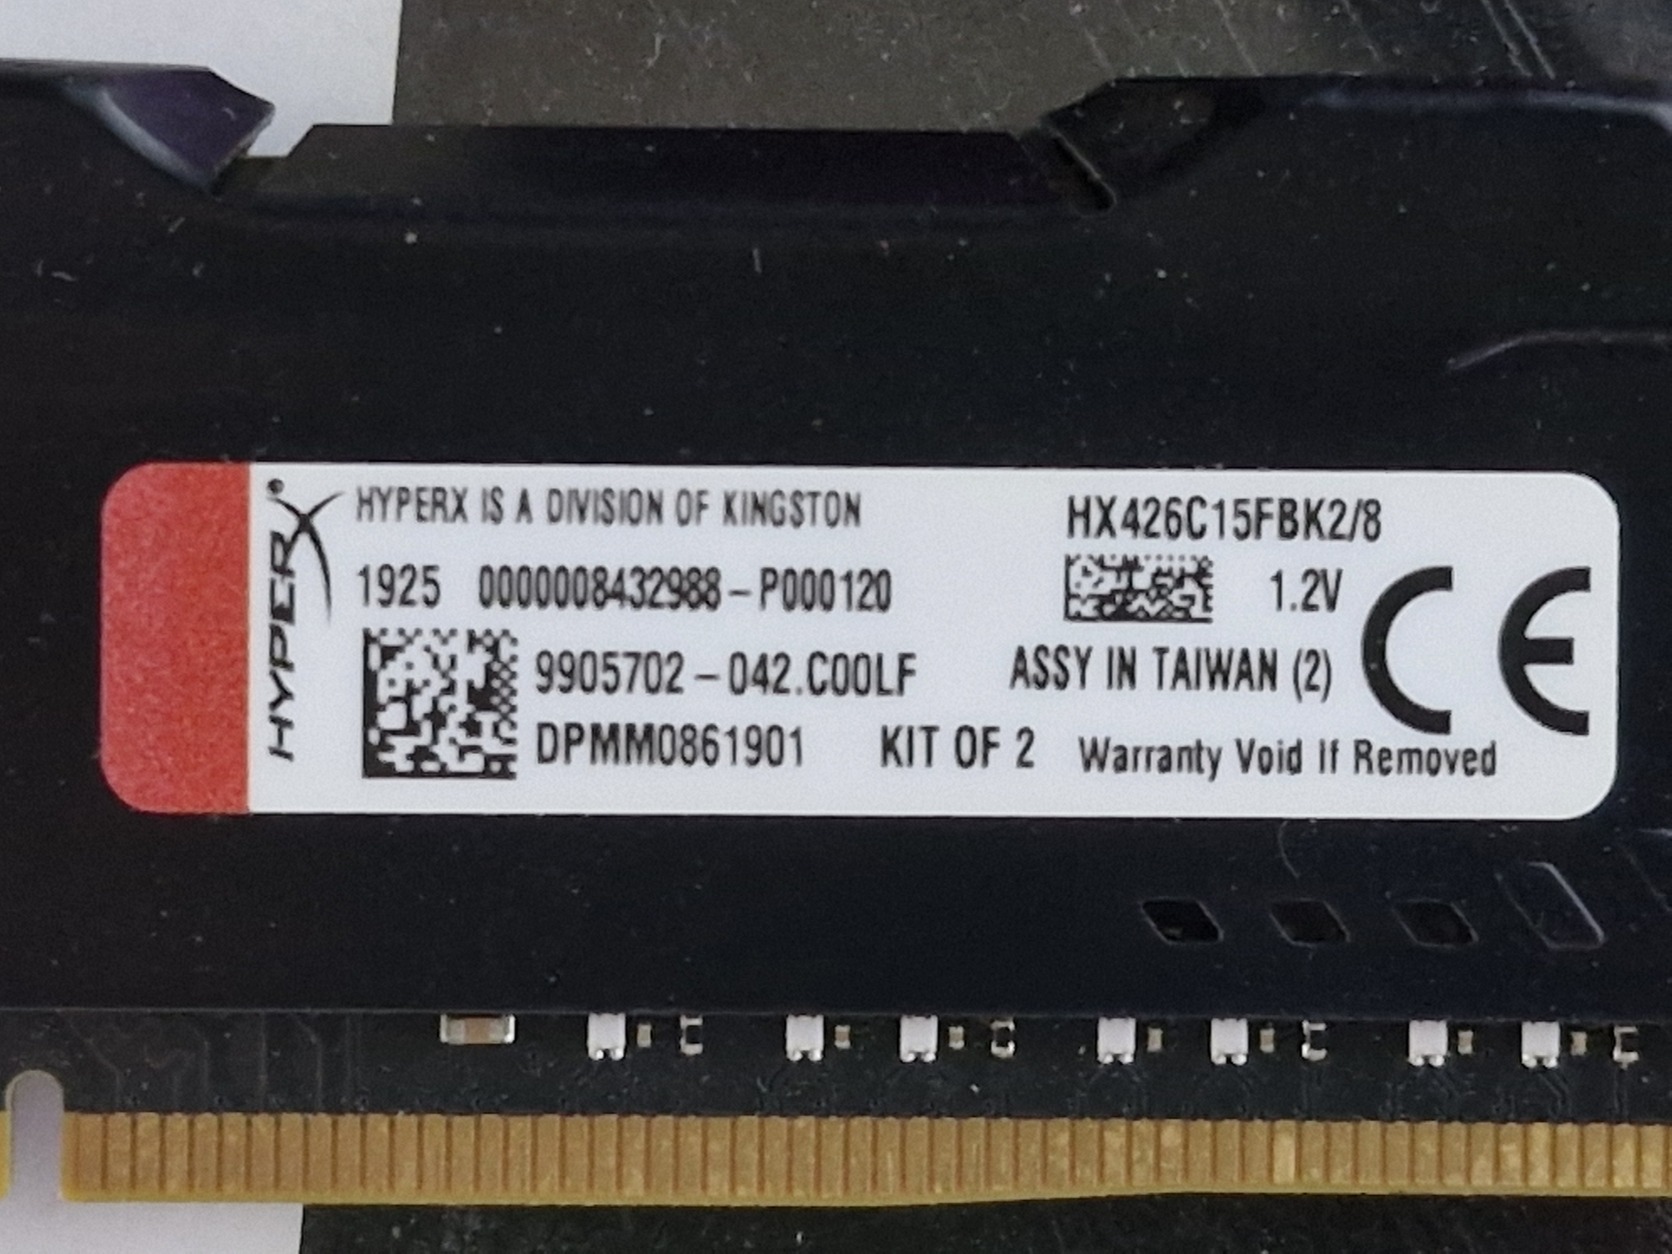 HYPERX
HYPERX IS A DIVISION OF KINGSTON
HX426C15FBK2/8
1925 0000008432988-P000120
1.2V
9905702-042.C00LF
ASSY IN TAIWAN (2)
CE
DPMM0861901 KIT OF 2 Warranty Void If Removed